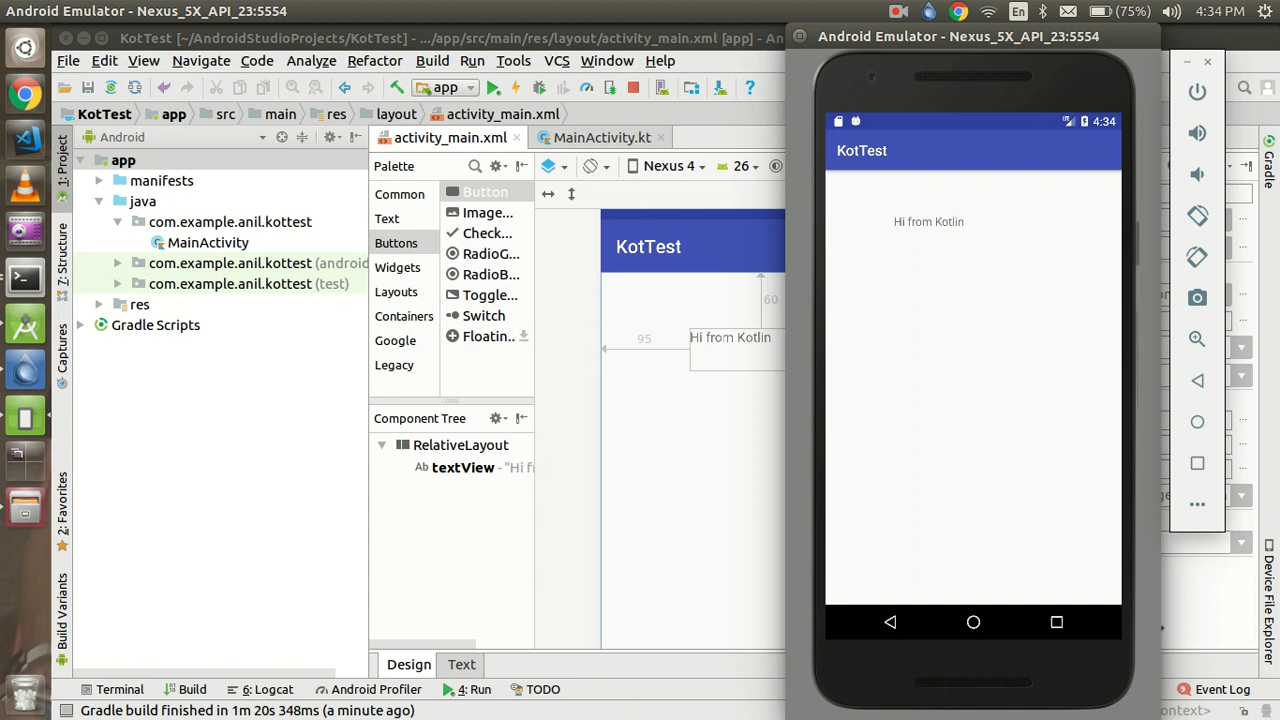 Android Emulator - Nexus_5X_API_23:5554
En
(75%)
4:34 PM
KotTest [~/AndroidStudioProjects/KotTest] - .../app/src/main/res/layout/activity_main.xml [app] - An
Android Emulator - Nexus_5X_API_23:5554
File Edit View Navigate Code Analyze Refactor Build Run Tools VCS Window Help
app
KotTest app src main res layout activity_main.xml
Android
activity_main.xml
MainActivity.kt
1: Project
7: Structure
Captures
2: Favorites
Build Variants
app
manifests
java
com.example.anil.kottest
MainActivity
com.example.anil.kottest (android
com.example.anil.kottest (test)
res
Gradle Scripts
Palette
Nexus 4
26
Common
Text
Buttons
Widgets
Layouts
Containers
Google
Legacy
Button
Image...
Check...
RadioG...
RadioB...
Toggle...
Switch
Floatin..
KotTest
60
95
Hi from Kotlin
Component Tree
RelativeLayout
Ab textView - "Hi f
Design
Text
4:34
KotTest
Hi from Kotlin
Gradle
Device File Explorer
Terminal
Build
6: Logcat
Android Profiler
4: Run
TODO
Event Log
Gradle build finished in 1m 20s 348ms (a minute ago)
ontext>